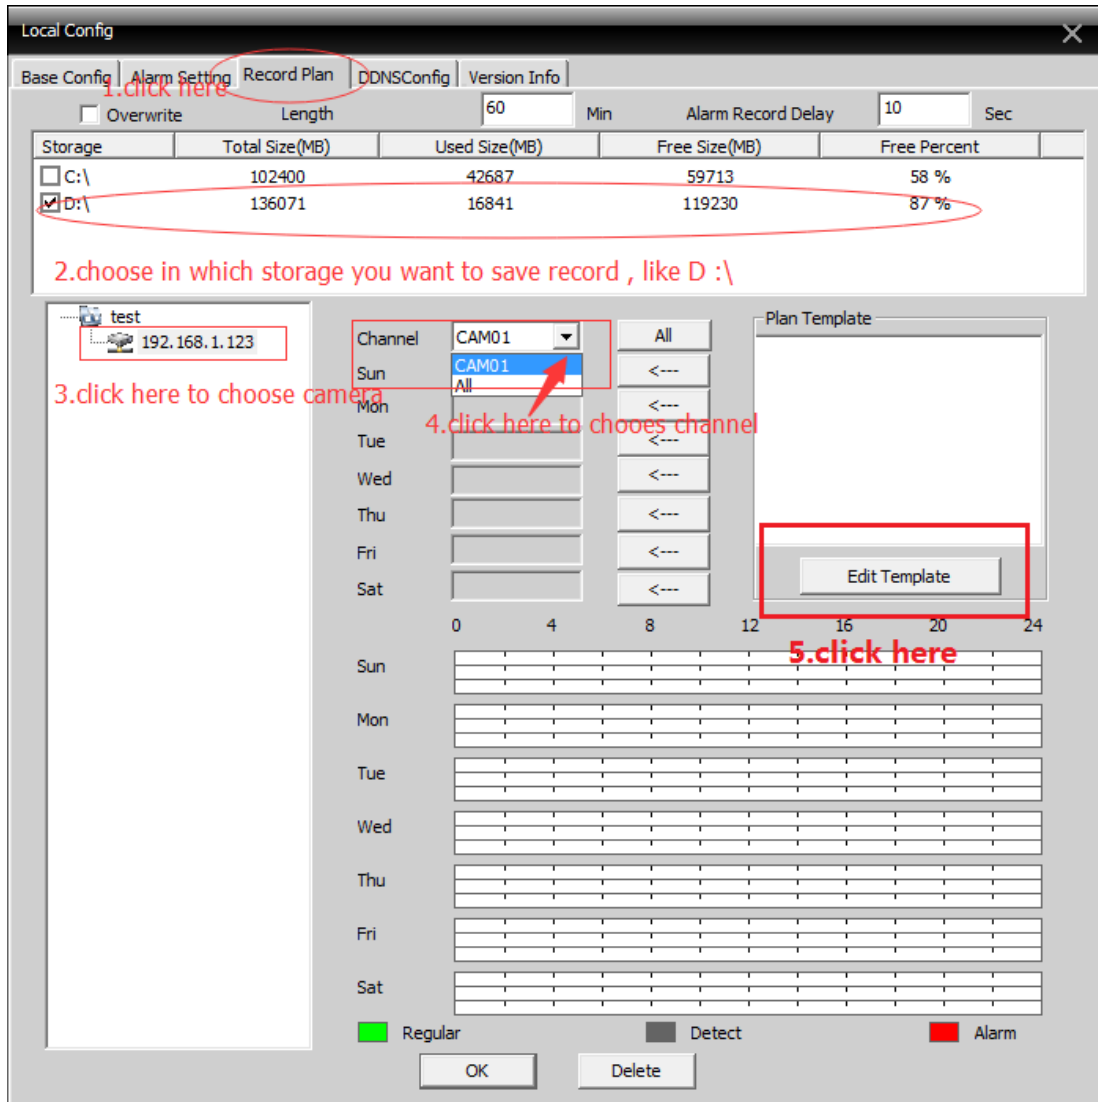 Local Config
Base Config Alarm Setting Record Plan DDNSConfig Version Info
1.click here
Overwrite Length 60 Min Alarm Record Delay 10 Sec
Storage Total Size(MB) Used Size(MB) Free Size(MB) Free Percent
C:\ 102400 42687 59713 58 %
D:\ 136071 16841 119230 87 %
2.choose in which storage you want to save record , like D :\
test
192.168.1.123
3.click here to choose camera
Channel CAM01 All Plan Template
CAM01
All
Sun <---
Mon <---
4.click here to chooes channel
Tue <---
Wed <---
Thu <---
Fri <---
Sat <---
Edit Template
0 4 8 12 16 20 24
5.click here
Sun
Mon
Tue
Wed
Thu
Fri
Sat
Regular Detect Alarm
OK Delete